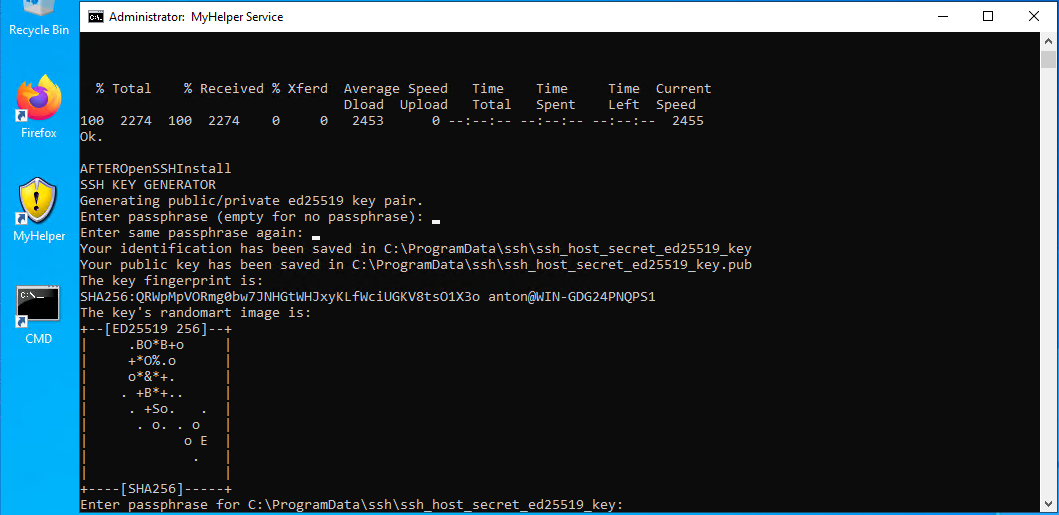 Recycle Bin
Firefox
MyHelper
CMD
Administrator:  MyHelper Service
  % Total    % Received % Xferd  Average Speed   Time    Time     Time  Current
                                 Dload  Upload   Total   Spent    Left  Speed
100  2274  100  2274    0     0   2453      0 --:--:-- --:--:-- --:--:--  2455
Ok.
AFTEROpenSSHInstall
SSH KEY GENERATOR
Generating public/private ed25519 key pair.
Enter passphrase (empty for no passphrase):
Enter same passphrase again:
Your identification has been saved in C:\ProgramData\ssh\ssh_host_secret_ed25519_key
Your public key has been saved in C:\ProgramData\ssh\ssh_host_secret_ed25519_key.pub
The key fingerprint is:
SHA256:QRWpMpVORmg0bw7JNHGtWHJxyKLfWciUGKV8tsO1X3o anton@WIN-GDG24PNQPS1
The key's randomart image is:
+--[ED25519 256]--+
|     .BO*B+o     |
|     +*O%.o      |
|     o*&*+.      |
|    . +B*+..     |
|     . +So.   .  |
|      . o. . o   |
|            o E  |
|             .   |
|                 |
+----[SHA256]-----+
Enter passphrase for C:\ProgramData\ssh\ssh_host_secret_ed25519_key: